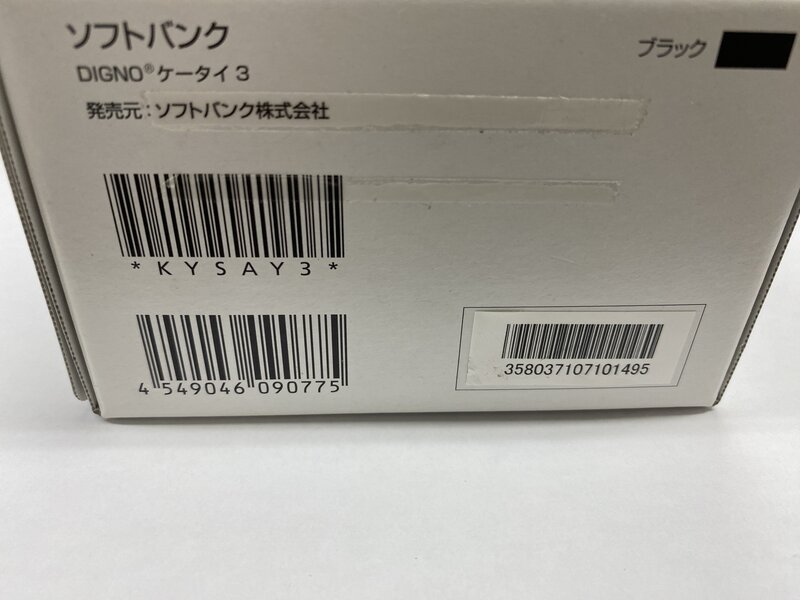 ソフトバンク
ブラック
DIGNO®ケータイ3
発売元:ソフトバンク株式会社
*KYSAY3*
4 549046 090775
358037107101495